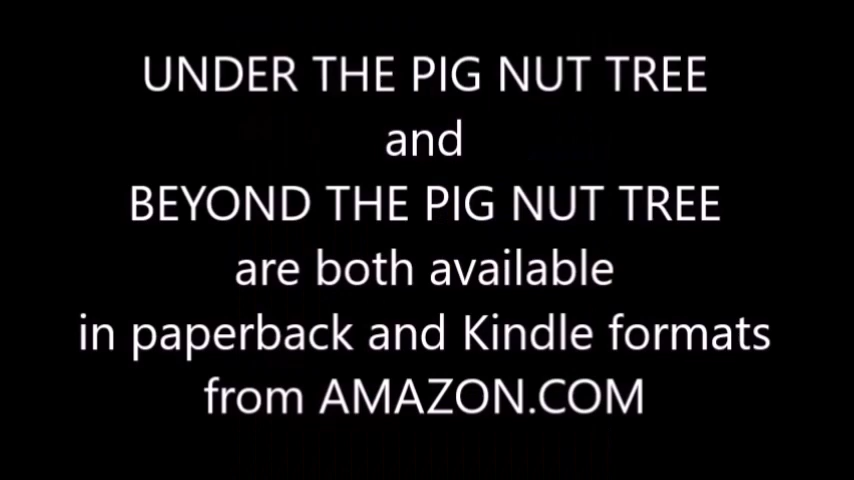 UNDER THE PIG NUT TREE
and
BEYOND THE PIG NUT TREE
are both available
in paperback and Kindle formats
from AMAZON.COM